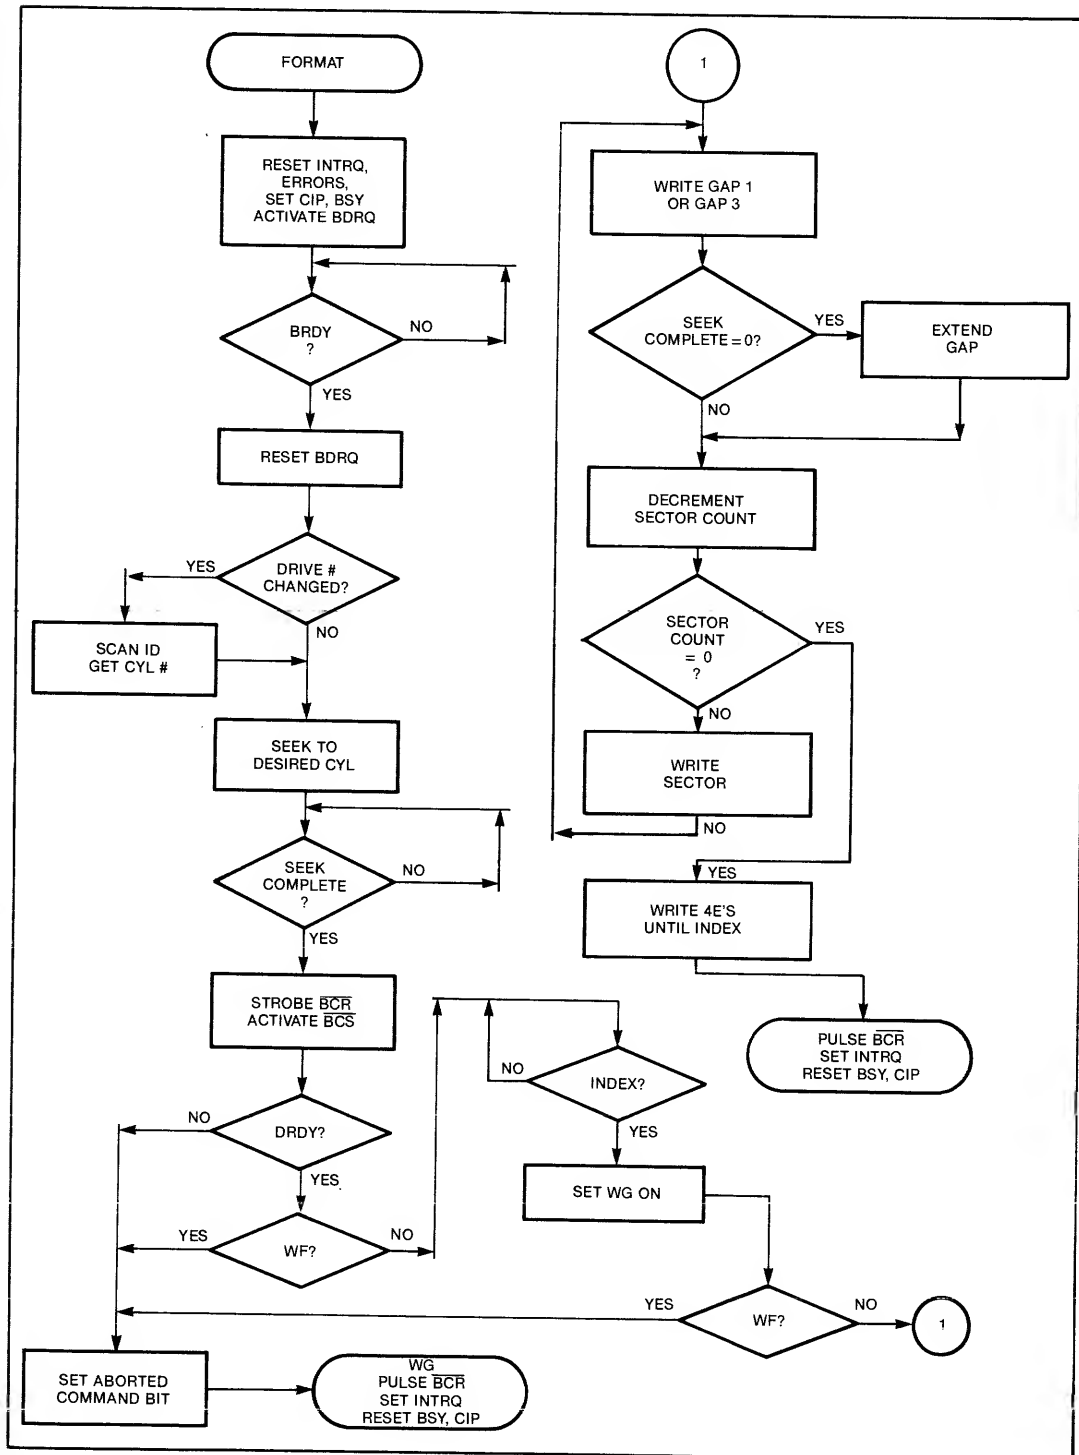 FORMAT
RESET INTRQ,
ERRORS,
SET CIP, BSY
ACTIVATE BDRQ
BRDY
?
NO
YES
RESET BDRQ
DRIVE #
CHANGED?
YES
NO
SCAN ID
GET CYL #
SEEK TO
DESIRED CYL
SEEK
COMPLETE
?
NO
YES
STROBE B̅C̅R̅
ACTIVATE B̅C̅S̅
DRDY?
NO
YES
WF?
YES
NO
INDEX?
NO
YES
SET WG ON
WF?
YES
NO
1
SET ABORTED
COMMAND BIT
WG
PULSE B̅C̅R̅
SET INTRQ
RESET BSY, CIP
1
WRITE GAP 1
OR GAP 3
SEEK
COMPLETE = 0?
YES
NO
EXTEND
GAP
DECREMENT
SECTOR COUNT
SECTOR
COUNT
= 0
?
YES
NO
WRITE
SECTOR
NO
YES
WRITE 4E'S
UNTIL INDEX
PULSE B̅C̅R̅
SET INTRQ
RESET BSY, CIP